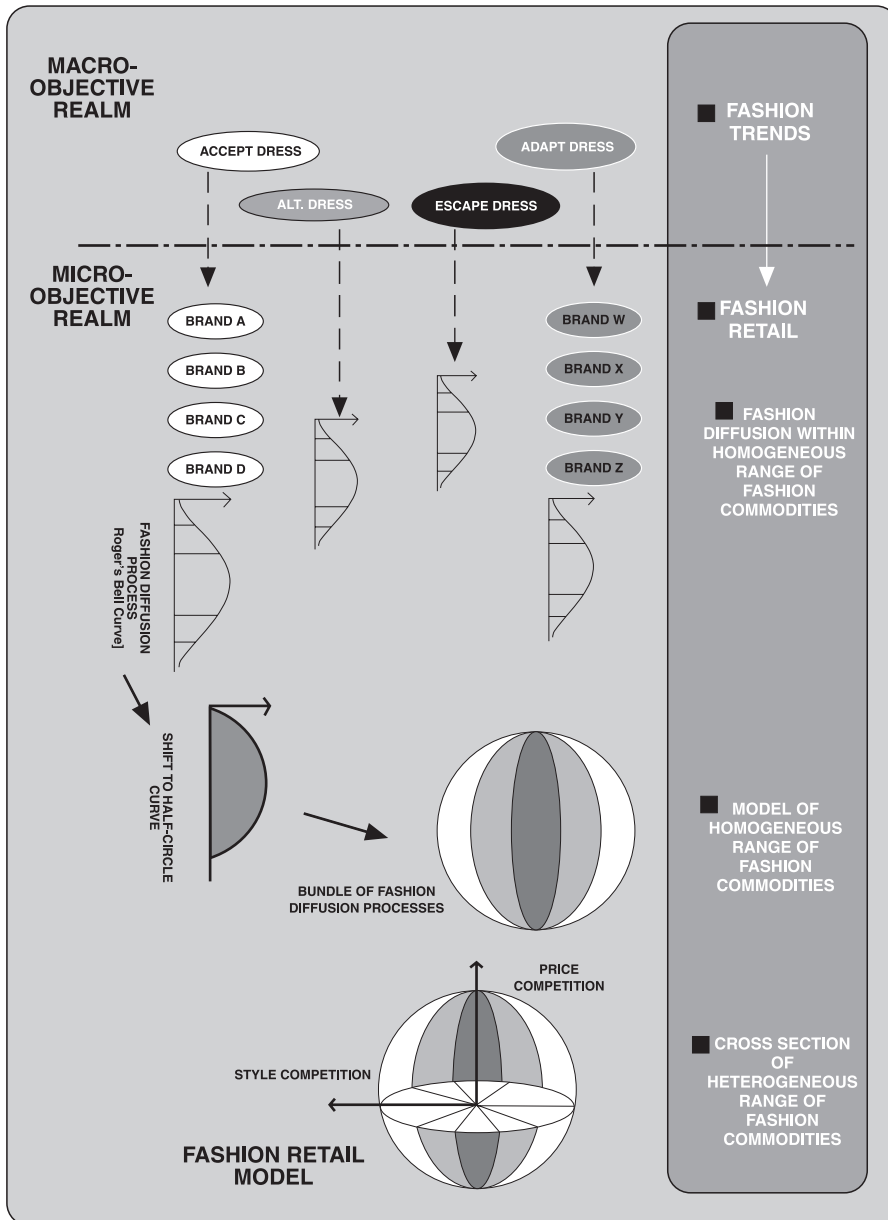 MACRO-
OBJECTIVE
REALM
ACCEPT DRESS
ADAPT DRESS
ALT. DRESS
ESCAPE DRESS
FASHION
TRENDS
MICRO-
OBJECTIVE
REALM
BRAND A
BRAND B
BRAND C
BRAND D
BRAND W
BRAND X
BRAND Y
BRAND Z
FASHION
RETAIL
FASHION
DIFFUSION WITHIN
HOMOGENEOUS
RANGE OF
FASHION
COMMODITIES
FASHION DIFFUSION
PROCESS
Roger's Bell Curve]
SHIFT TO HALF-CIRCLE
CURVE
BUNDLE OF FASHION
DIFFUSION PROCESSES
MODEL OF
HOMOGENEOUS
RANGE OF
FASHION
COMMODITIES
PRICE
COMPETITION
STYLE COMPETITION
FASHION RETAIL
MODEL
CROSS SECTION
OF
HETEROGENEOUS
RANGE OF
FASHION
COMMODITIES